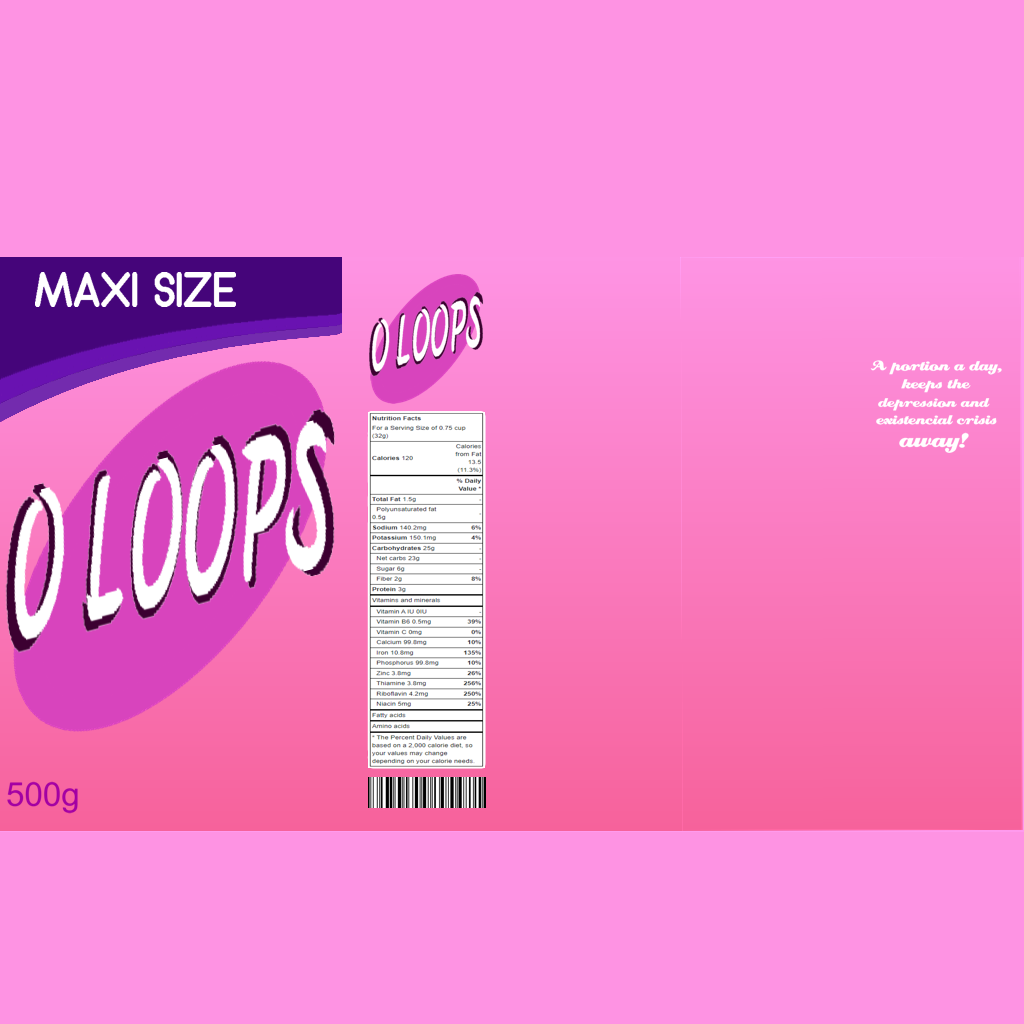 MAXI SIZE
O LOOPS
500g
O LOOPS
Nutrition Facts
For a Serving Size of 0.75 cup
(32g)
Calories 120
Calories
from Fat
13.5
(11.3%)
% Daily
Value *
Total Fat 1.5g -
Polyunsaturated fat
0.5g -
Sodium 140.2mg 6%
Potassium 150.1mg 4%
Carbohydrates 25g -
Net carbs 23g -
Sugar 6g -
Fiber 2g 8%
Protein 3g
Vitamins and minerals
Vitamin A IU 0IU -
Vitamin B6 0.5mg 39%
Vitamin C 0mg 0%
Calcium 99.8mg 10%
Iron 10.8mg 135%
Phosphorus 99.8mg 10%
Zinc 3.8mg 26%
Thiamine 3.8mg 256%
Riboflavin 4.2mg 250%
Niacin 5mg 25%
Fatty acids
Amino acids
* The Percent Daily Values are
based on a 2,000 calorie diet, so
your values may change
depending on your calorie needs.
A portion a day,
keeps the
depression and
existencial crisis
away!